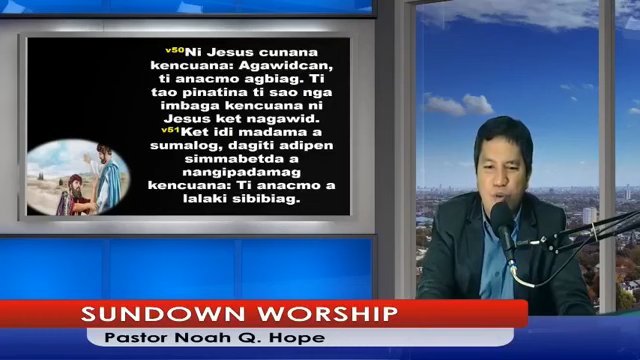 v50Ni Jesus cunana
kencuana: Agawidcan,
ti anacmo agbiag. Ti
tao pinatina ti sao nga
imbaga kencuana ni
Jesus ket nagawid.
v51Ket idi madama a
sumalog, dagiti adipen
simmabetda a
nangipadamag
kencuana: Ti anacmo a
lalaki sibibiag.
SUNDOWN WORSHIP
Pastor Noah Q. Hope